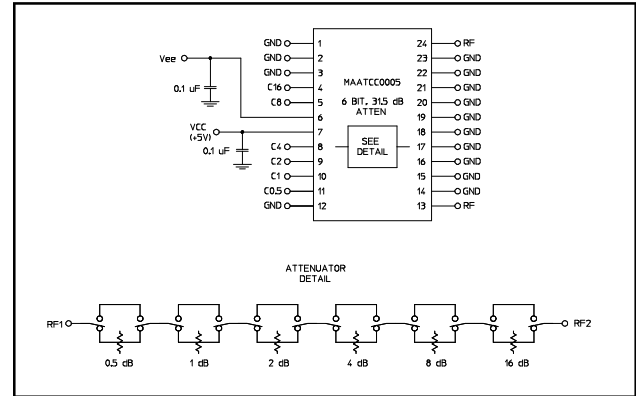 GND 1 24 RF
Vee GND 2 23 GND
GND 3 22 GND
MAATCC0005
0.1 uF C16 4 21 GND
C8 5 20 GND
6 BIT, 31.5 dB
ATTEN
6 19 GND
VCC
(+5V)
7 18 GND
SEE
DETAIL
0.1 uF C4 8 17 GND
C2 9 16 GND
C1 10 15 GND
C0.5 11 14 GND
GND 12 13 RF
ATTENUATOR
DETAIL
RF1 RF2
0.5 dB 1 dB 2 dB 4 dB 8 dB 16 dB